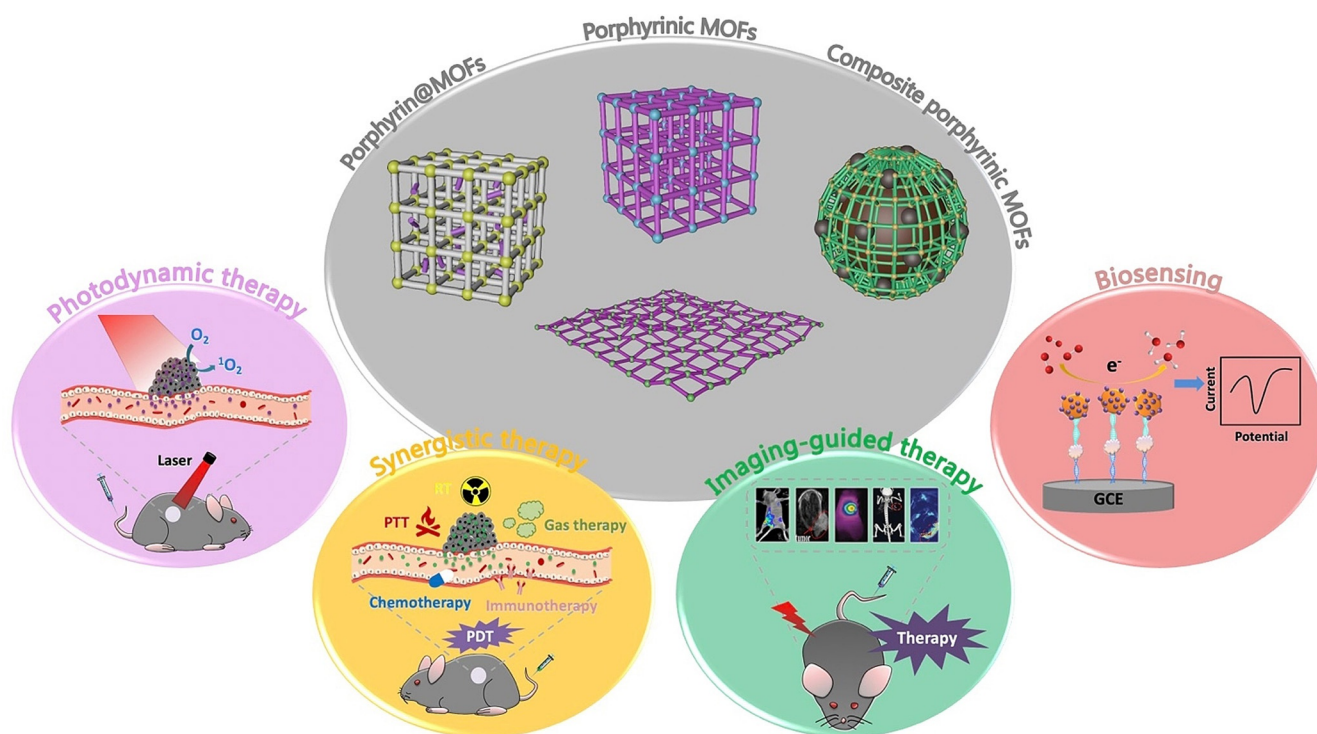 Porphyrin@MOFs
Porphyrinic MOFs
Composite porphyrinic MOFs
Photodynamic therapy
O₂
¹O₂
Laser
Synergistic therapy
RT
PTT
Gas therapy
Chemotherapy
Immunotherapy
PDT
Imaging-guided therapy
Therapy
Biosensing
e⁻
Current
Potential
GCE